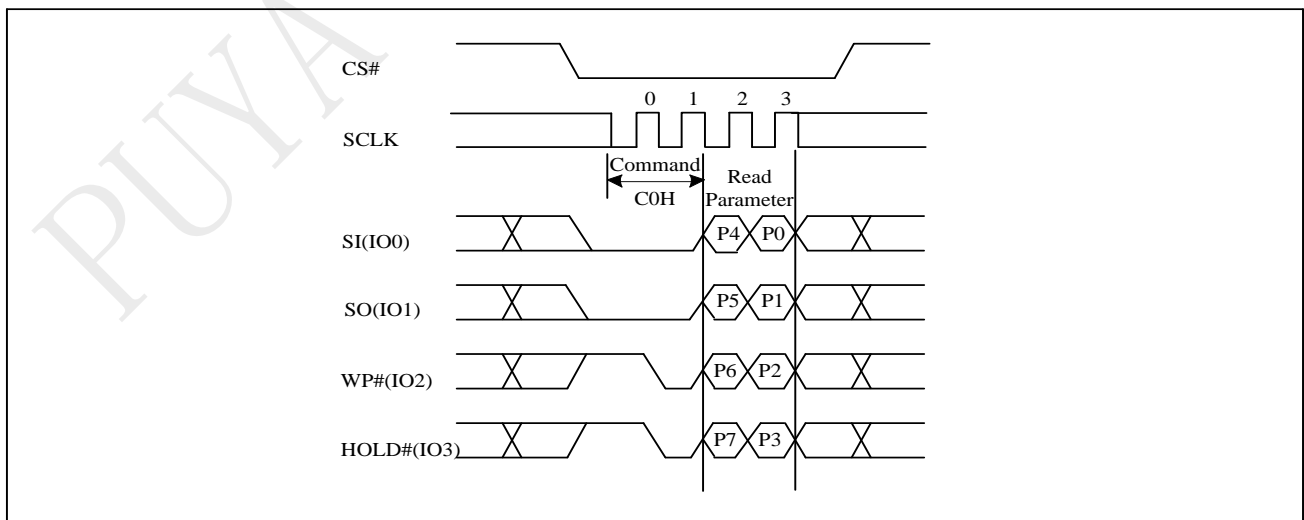 PUYA
CS#
0 1 2 3
SCLK
Command
C0H
Read
Parameter
SI(IO0)
P4 P0
SO(IO1)
P5 P1
WP#(IO2)
P6 P2
HOLD#(IO3)
P7 P3